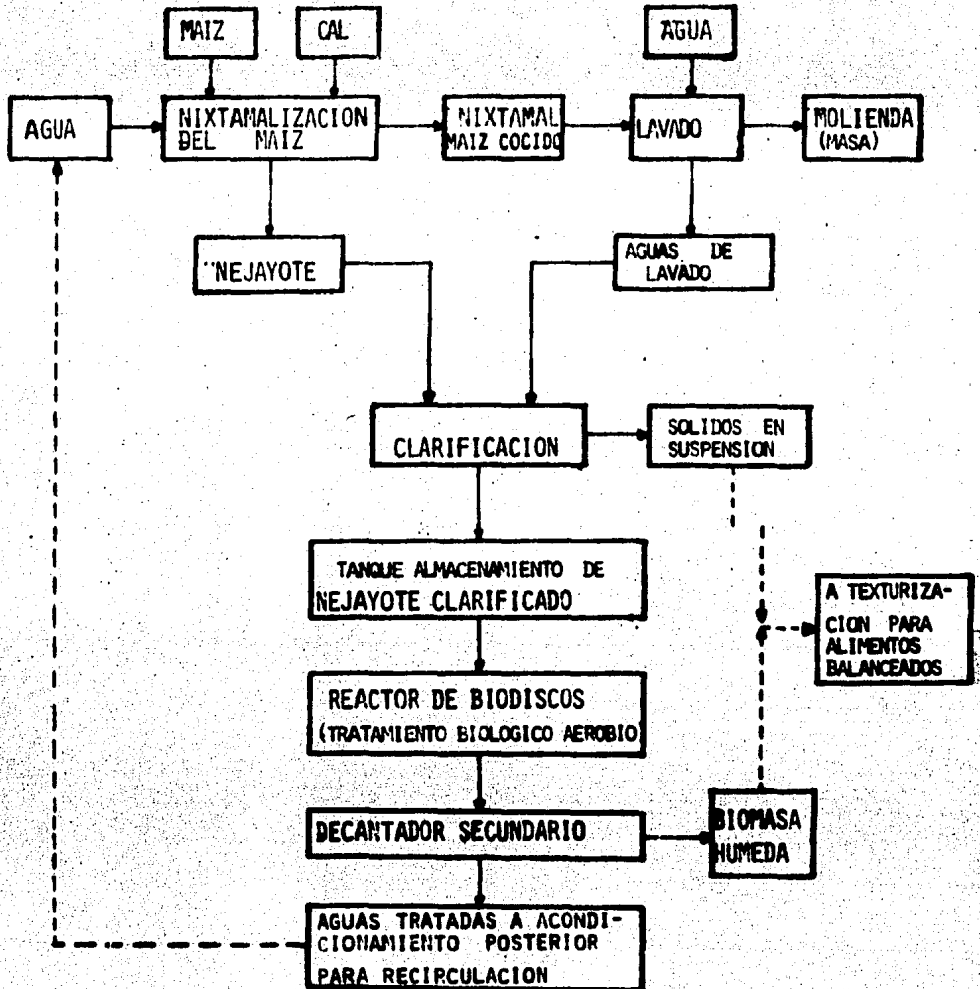 MAIZ
CAL
AGUA
AGUA
NIXTAMALIZACION
DEL MAIZ
NIXTAMAL
MAIZ COCIDO
LAVADO
MOLIENDA
(MASA)
NEJAYOTE
AGUAS DE
LAVADO
CLARIFICACION
SOLIDOS EN
SUSPENSION
TANQUE ALMACENAMIENTO DE
NEJAYOTE CLARIFICADO
A TEXTURIZA-
CION PARA
ALIMENTOS
BALANCEADOS
REACTOR DE BIODISCOS
(TRATAMIENTO BIOLOGICO AEROBIO)
DECANTADOR SECUNDARIO
BIOMASA
HUMEDA
AGUAS TRATADAS A ACONDI-
CIONAMIENTO POSTERIOR
PARA RECIRCULACION